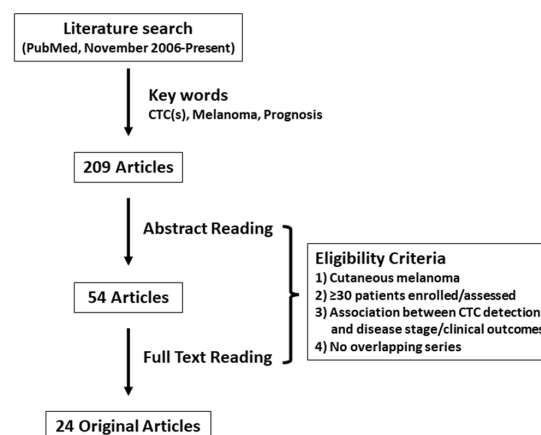 Literature search
(PubMed, November 2006-Present)
Key words
CTC(s), Melanoma, Prognosis
209 Articles
Abstract Reading
Eligibility Criteria
1) Cutaneous melanoma
2) ≥30 patients enrolled/assessed
3) Association between CTC detection
and disease stage/clinical outcomes
4) No overlapping series
54 Articles
Full Text Reading
24 Original Articles